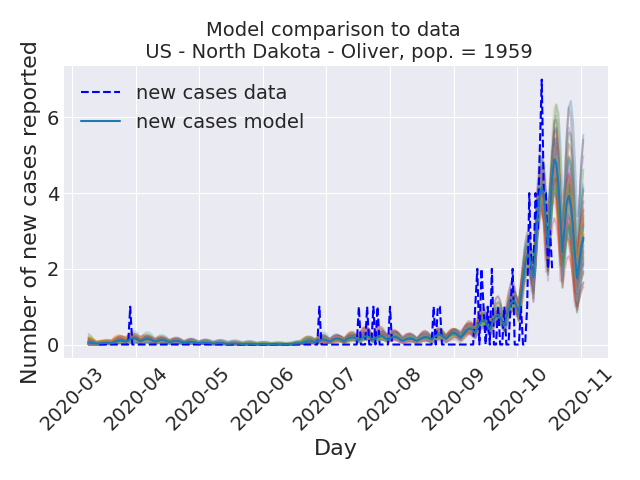 Model comparison to data
US - North Dakota - Oliver, pop. = 1959
new cases data
new cases model
Number of new cases reported
6
4
2
0
2020-03
2020-04
2020-05
2020-06
2020-07
2020-08
2020-09
2020-10
2020-11
Day